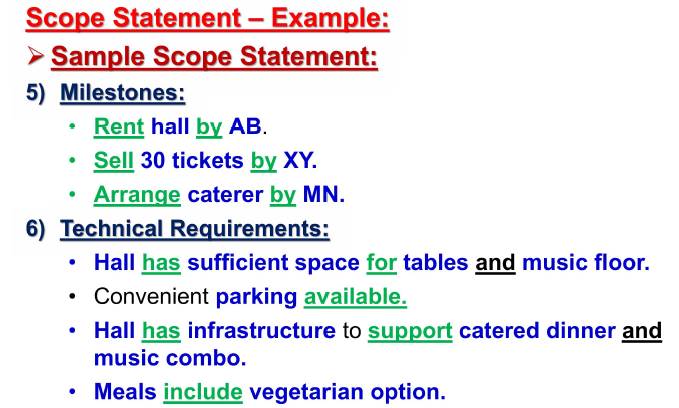 Scope Statement – Example:
➢ Sample Scope Statement:
5) Milestones:
• Rent hall by AB.
• Sell 30 tickets by XY.
• Arrange caterer by MN.
6) Technical Requirements:
• Hall has sufficient space for tables and music floor.
• Convenient parking available.
• Hall has infrastructure to support catered dinner and
music combo.
• Meals include vegetarian option.